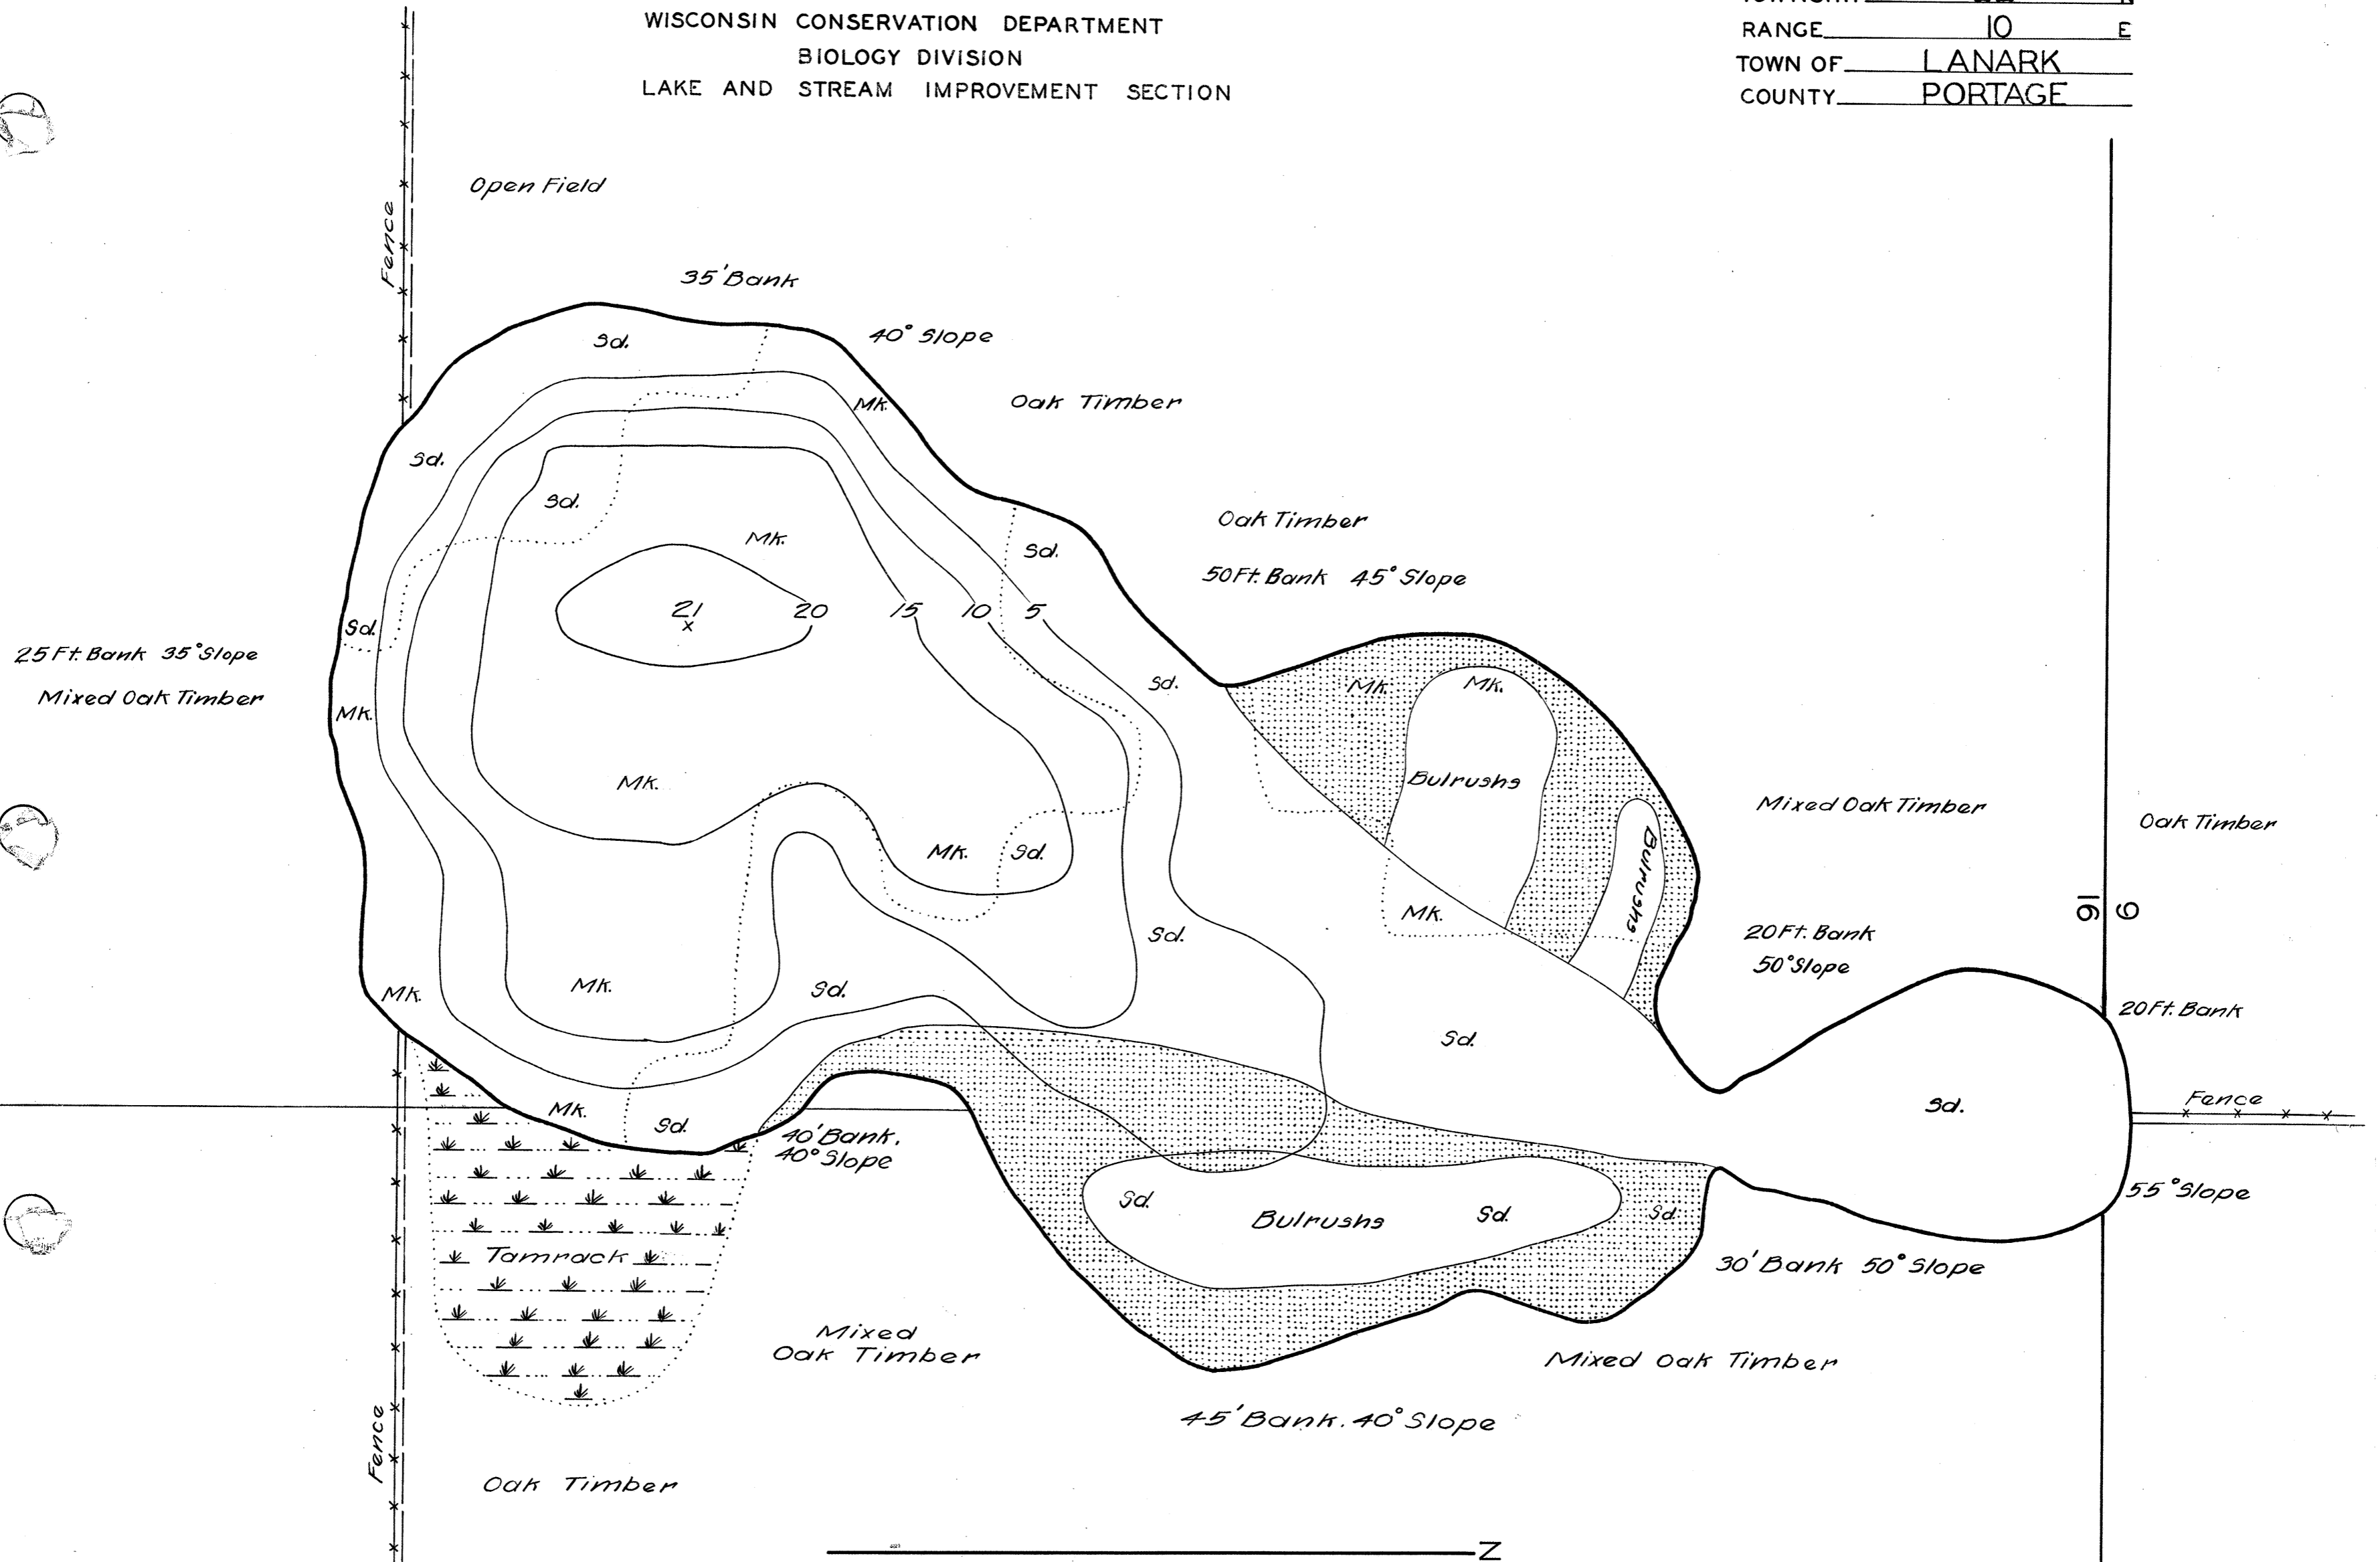 WISCONSIN CONSERVATION DEPARTMENT
BIOLOGY DIVISION
LAKE AND STREAM IMPROVEMENT SECTION
RANGE 10 E
TOWN OF LANARK
COUNTY PORTAGE
Open Field
Fence
35' Bank
40° Slope
Sd.
Mk.
Oak Timber
Sd.
Sd.
Oak Timber
Mk.
Sd.
50 Ft. Bank 45° Slope
21
20
15
10
5
Sd.
25 Ft. Bank 35° Slope
Mixed Oak Timber
Mk.
Sd.
Mk.
Mk.
Mk.
Bulrushs
Mixed Oak Timber
Oak Timber
Bulrushs
Mk.
Sd.
Mk.
Sd.
16
9
20 Ft. Bank
50° Slope
Mk.
Mk.
Sd.
20 Ft. Bank
Sd.
Fence
Sd.
Mk.
Sd.
40' Bank.
40° Slope
55° Slope
Sd.
Bulrushs
Sd.
Sd.
Tamrack
30' Bank 50° Slope
Mixed
Oak Timber
Mixed Oak Timber
45' Bank. 40° Slope
Fence
Oak Timber
N